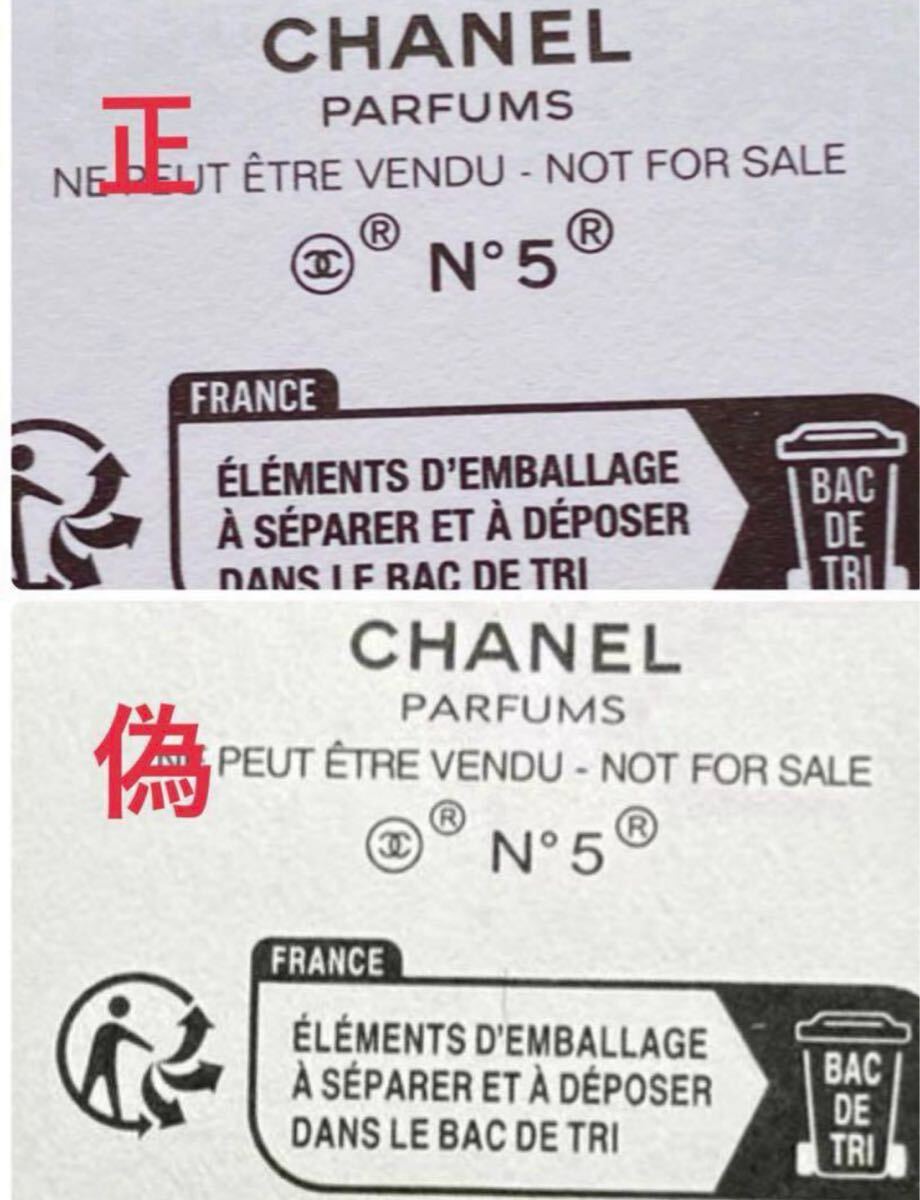 CHANEL
PARFUMS
正
NE PEUT ÊTRE VENDU - NOT FOR SALE
® N°5®
FRANCE
ÉLÉMENTS D'EMBALLAGE
À SÉPARER ET À DÉPOSER
DANS LE BAC DE TRI
BAC
DE
TRI
CHANEL
PARFUMS
偽
NE PEUT ÊTRE VENDU - NOT FOR SALE
® N°5®
FRANCE
ÉLÉMENTS D'EMBALLAGE
À SÉPARER ET À DÉPOSER
DANS LE BAC DE TRI
BAC
DE
TRI